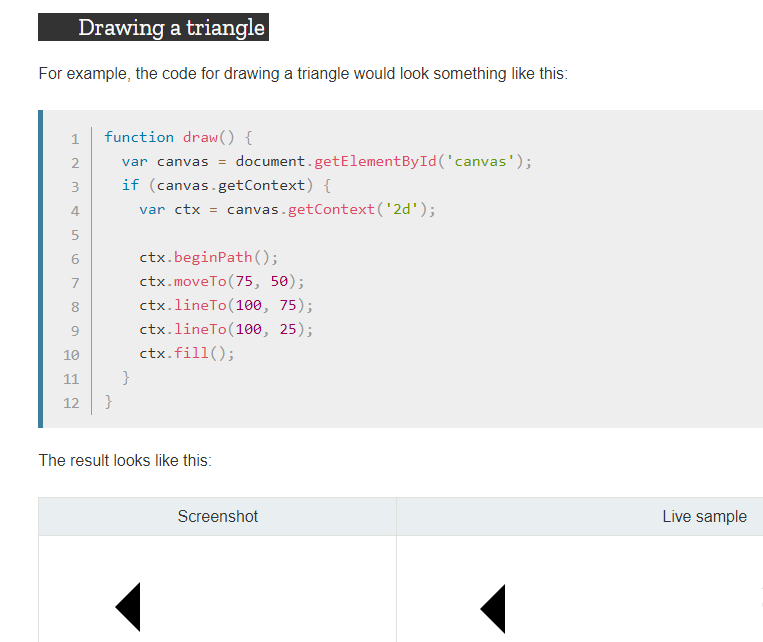 Drawing a triangle
For example, the code for drawing a triangle would look something like this:
1 function draw() {
2   var canvas = document.getElementById('canvas');
3   if (canvas.getContext) {
4     var ctx = canvas.getContext('2d');
5
6     ctx.beginPath();
7     ctx.moveTo(75, 50);
8     ctx.lineTo(100, 75);
9     ctx.lineTo(100, 25);
10     ctx.fill();
11   }
12 }
The result looks like this:
Screenshot Live sample